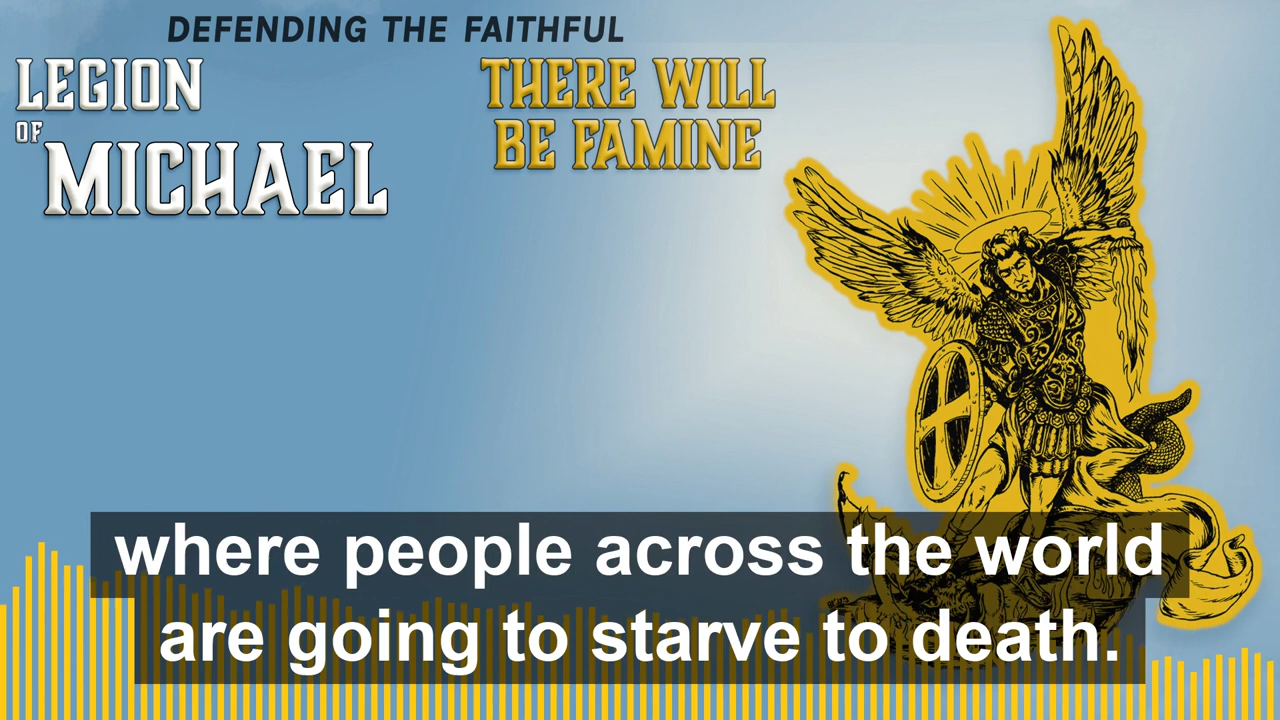 DEFENDING THE FAITHFUL
LEGION
OF
MICHAEL
THERE WILL
BE FAMINE
where people across the world
are going to starve to death.